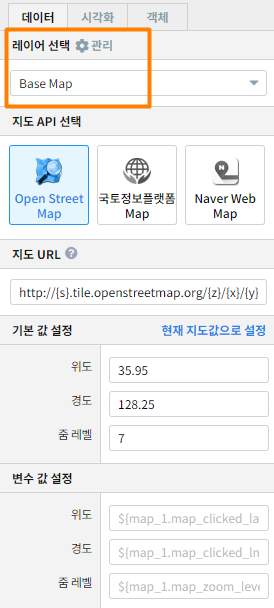 데이터 시각화 객체
레이어 선택 관리
Base Map
지도 API 선택
Open Street Map
국토정보플랫폼 Map
Naver Web Map
지도 URL ?
http://{s}.tile.openstreetmap.org/{z}/{x}/{y}
기본 값 설정 현재 지도값으로 설정
위도 35.95
경도 128.25
줌 레벨 7
변수 값 설정
위도 ${map_1.map_clicked_la
경도 ${map_1.map_clicked_ln
줌 레벨 ${map_1.map_zoom_leve